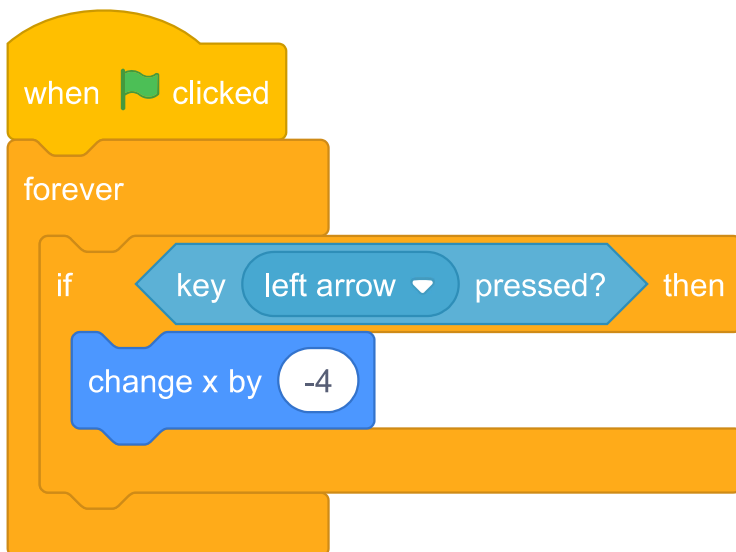 when clicked
forever
if key left arrow pressed? then
change x by -4